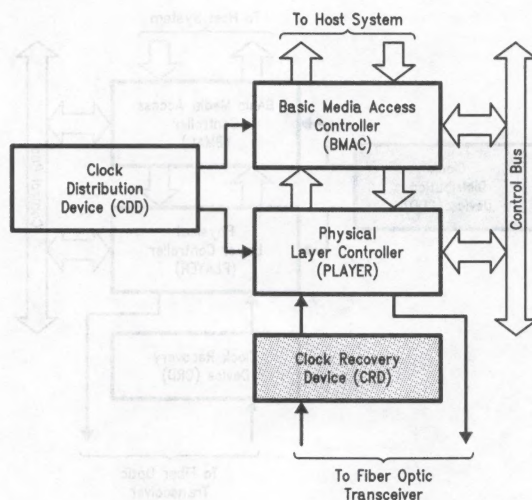 To Host System
Basic Media Access
Controller
(BMAC)
Clock
Distribution
Device (CDD)
Physical
Layer Controller
(PLAYER)
Control Bus
Clock Recovery
Device (CRD)
To Fiber Optic
Transceiver